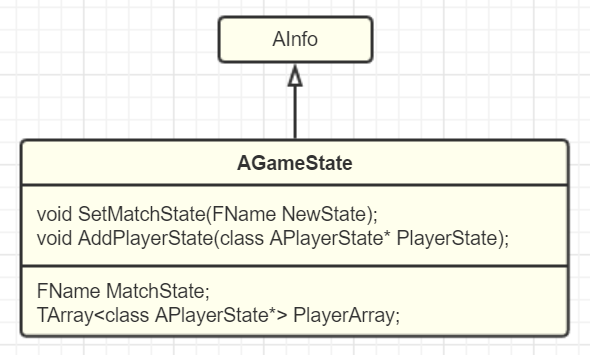 AInfo
AGameState
void SetMatchState(FName NewState);
void AddPlayerState(class APlayerState* PlayerState);
FName MatchState;
TArray<class APlayerState*> PlayerArray;